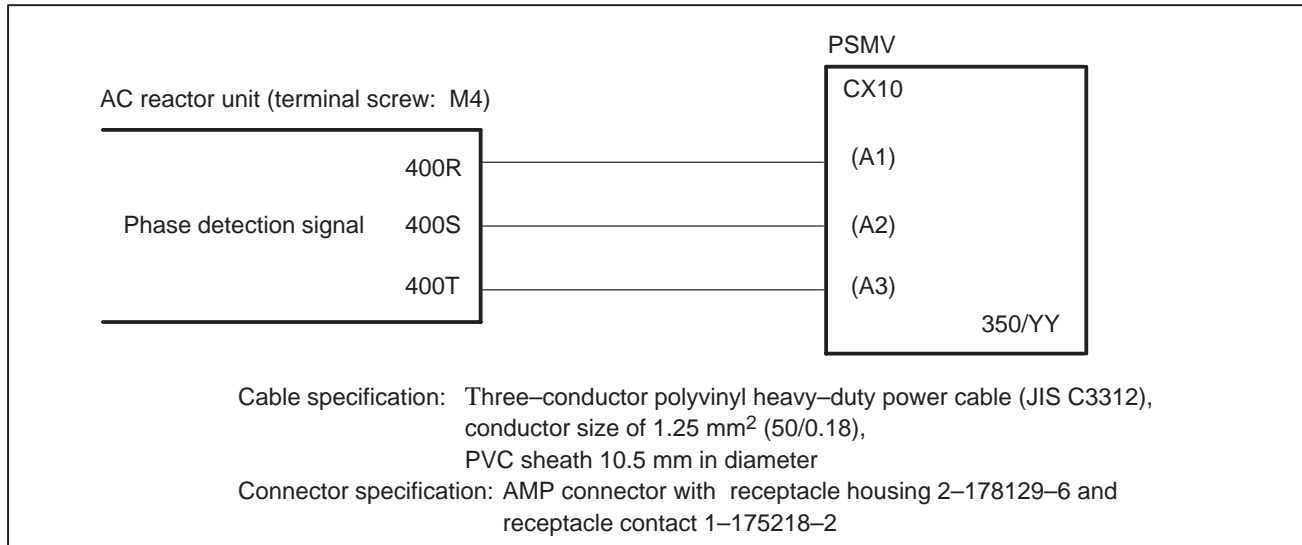 PSMV
CX10
AC reactor unit (terminal screw:  M4)
400R
(A1)
Phase detection signal
400S
(A2)
400T
(A3)
350/YY
Cable specification: Three–conductor polyvinyl heavy–duty power cable (JIS C3312),
conductor size of 1.25 mm² (50/0.18),
PVC sheath 10.5 mm in diameter
Connector specification: AMP connector with receptacle housing 2–178129–6 and
receptacle contact 1–175218–2